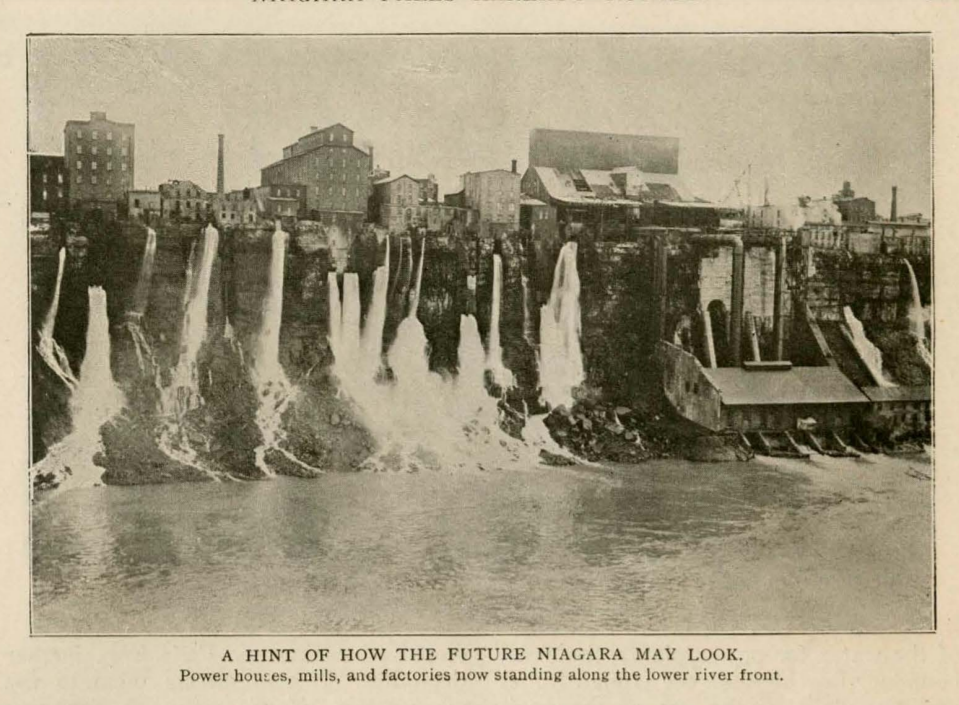 A HINT OF HOW THE FUTURE NIAGARA MAY LOOK.
Power houses, mills, and factories now standing along the lower river front.